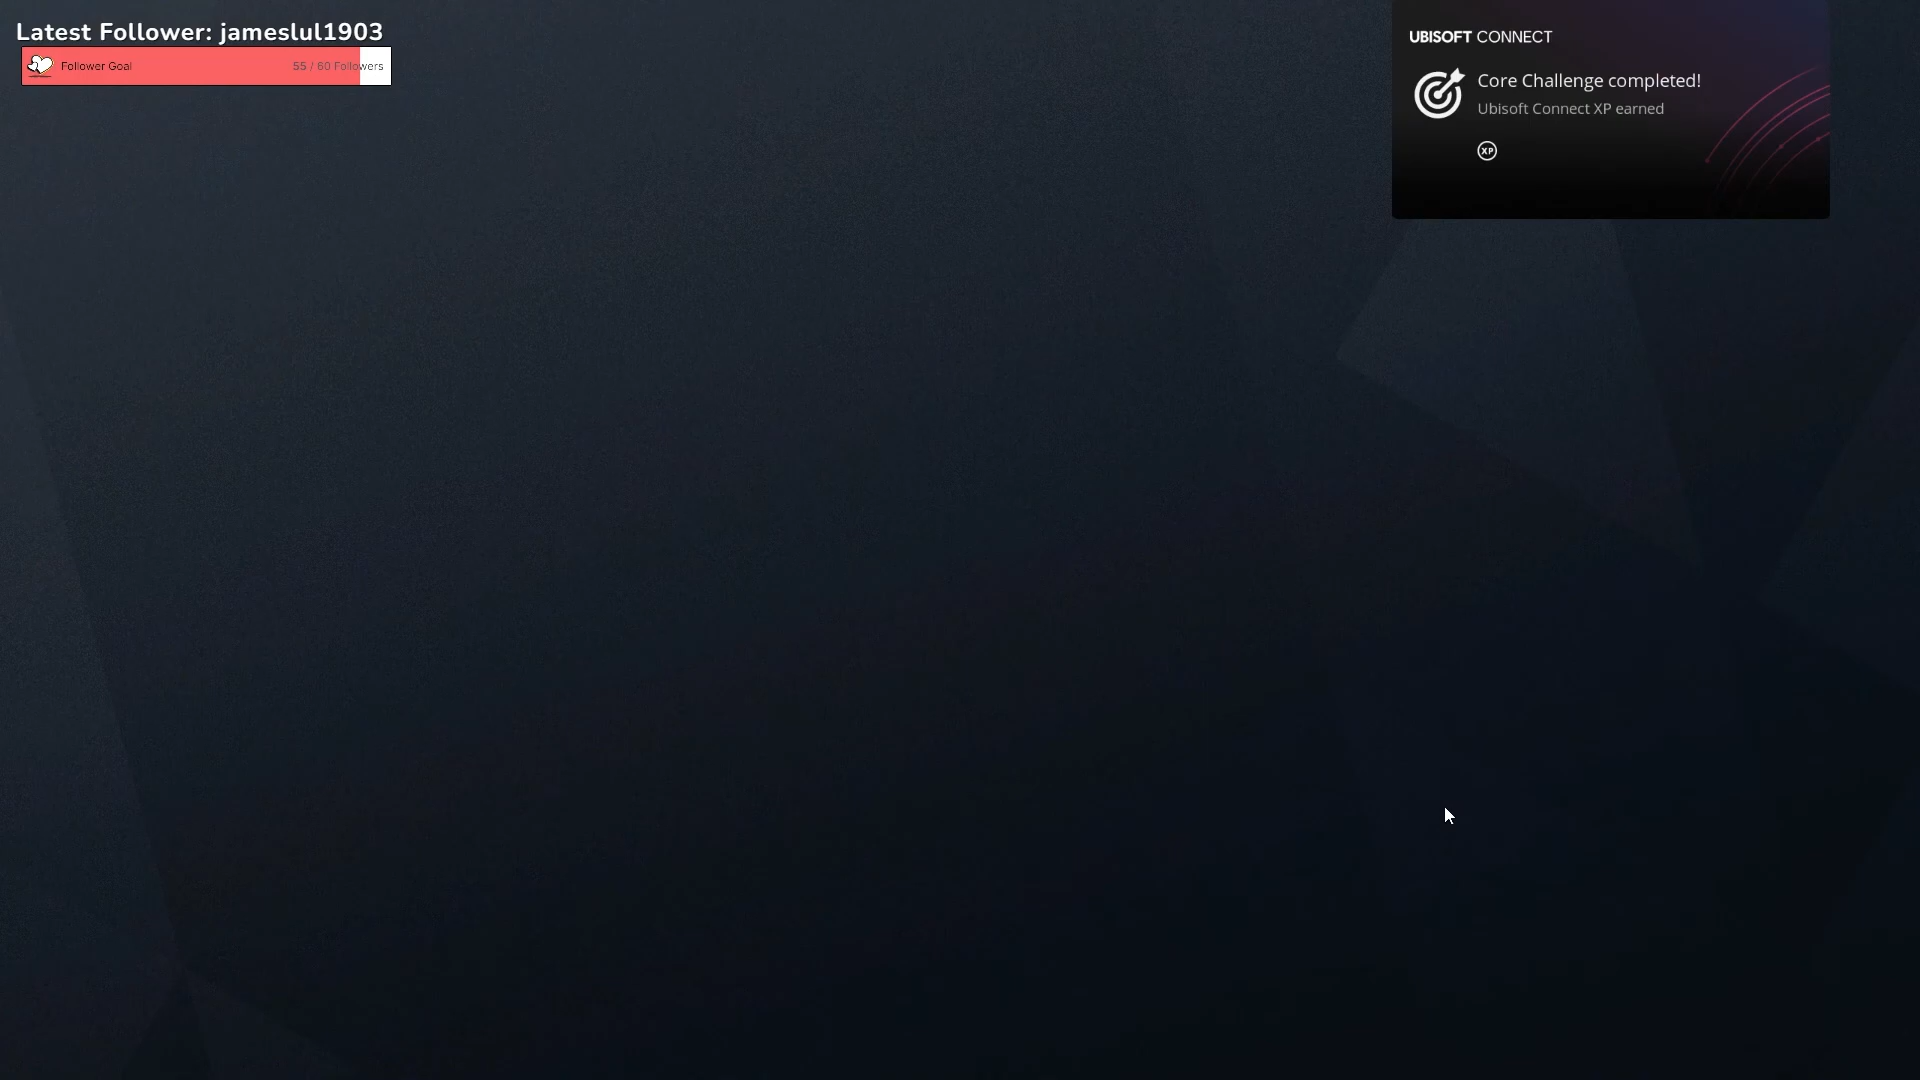 Latest Follower: jameslul1903
Follower Goal 55 / 60 Followers
UBISOFT CONNECT
Core Challenge completed!
Ubisoft Connect XP earned
XP